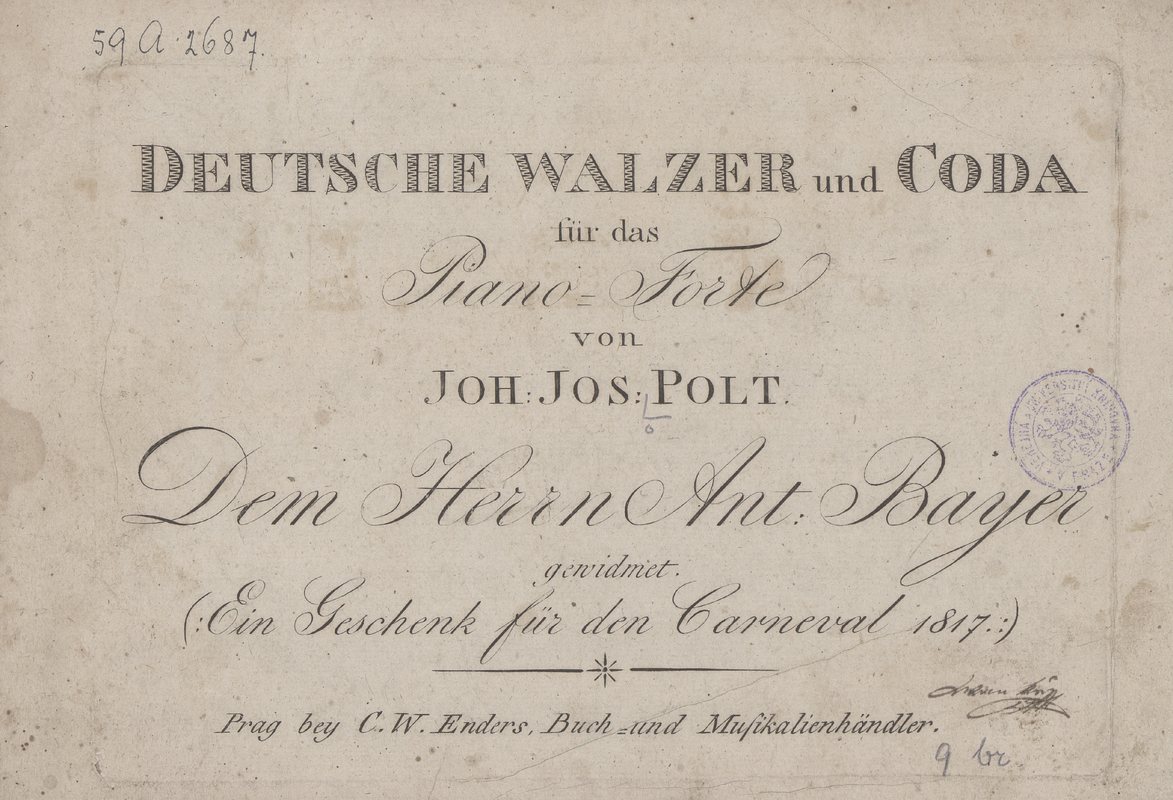 59 A 2687.
DEUTSCHE WALZER und CODA
für das
Piano = Forte
von
JOH: JOS: POLT.
Dem Herrn Ant: Bayer
gewidmet.
(: Ein Geschenk für den Carneval 1817. :)
Prag bey C. W. Enders, Buch = und Muſikalienhändler.
9 br.